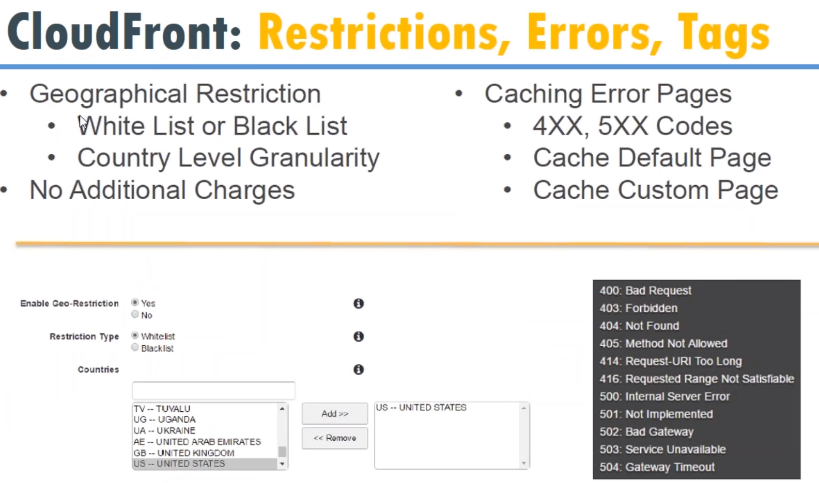 CloudFront: Restrictions, Errors, Tags
• Geographical Restriction
• White List or Black List
• Country Level Granularity
• No Additional Charges
• Caching Error Pages
• 4XX, 5XX Codes
• Cache Default Page
• Cache Custom Page
Enable Geo-Restriction
Yes
No
Restriction Type
Whitelist
Blacklist
Countries
TV -- TUVALU
UG -- UGANDA
UA -- UKRAINE
AE -- UNITED ARAB EMIRATES
GB -- UNITED KINGDOM
US -- UNITED STATES
Add >>
<< Remove
US -- UNITED STATES
400: Bad Request
403: Forbidden
404: Not Found
405: Method Not Allowed
414: Request-URI Too Long
416: Requested Range Not Satisfiable
500: Internal Server Error
501: Not Implemented
502: Bad Gateway
503: Service Unavailable
504: Gateway Timeout